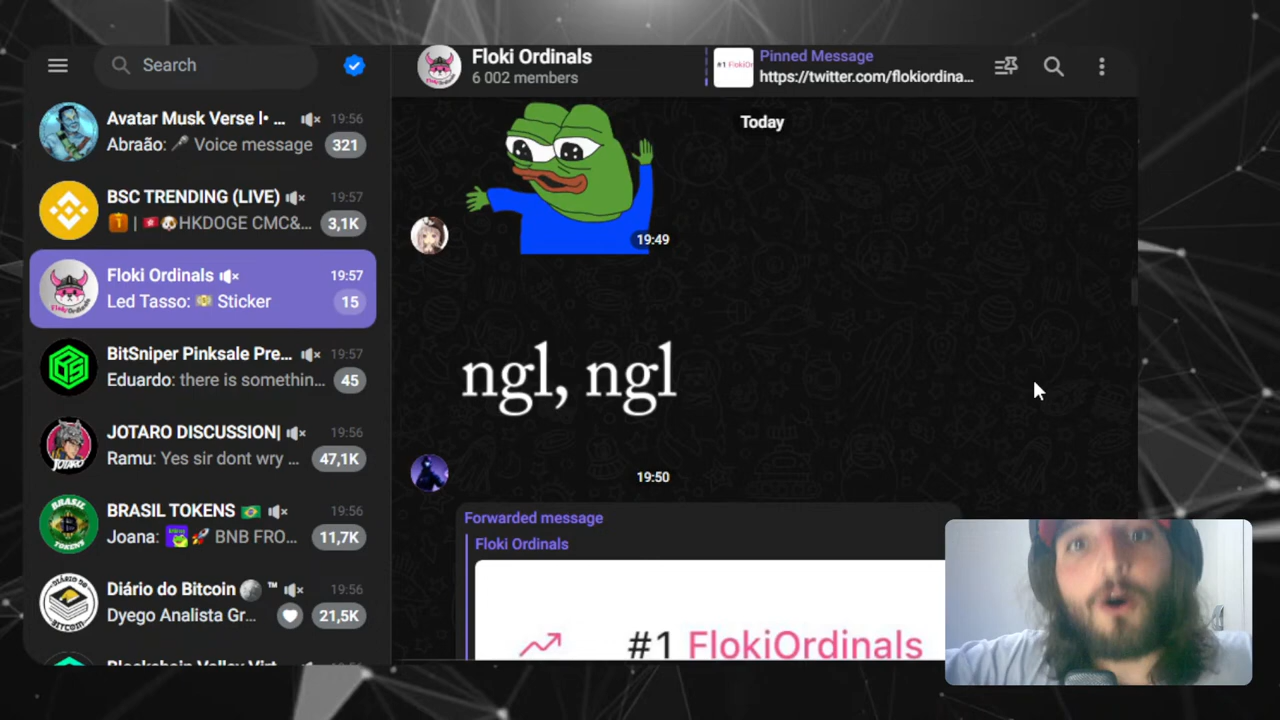 Search
Avatar Musk Verse l• ... 19:56
Abraão: Voice message 321
BSC TRENDING (LIVE) 19:57
HKDOGE CMC&... 3,1K
Floki Ordinals 19:57
Led Tasso: Sticker 15
BitSniper Pinksale Pre... 19:57
Eduardo: there is somethin... 45
JOTARO DISCUSSION| 19:56
Ramu: Yes sir dont wry ... 47,1K
BRASIL TOKENS 19:56
Joana: BNB FRO... 11,7K
Diário do Bitcoin ™ 19:56
Dyego Analista Gr... 21,5K
Floki Ordinals
6 002 members
Pinned Message
https://twitter.com/flokiordina...
Today
19:49
ngl, ngl
19:50
Forwarded message
Floki Ordinals
#1 FlokiOrdinals